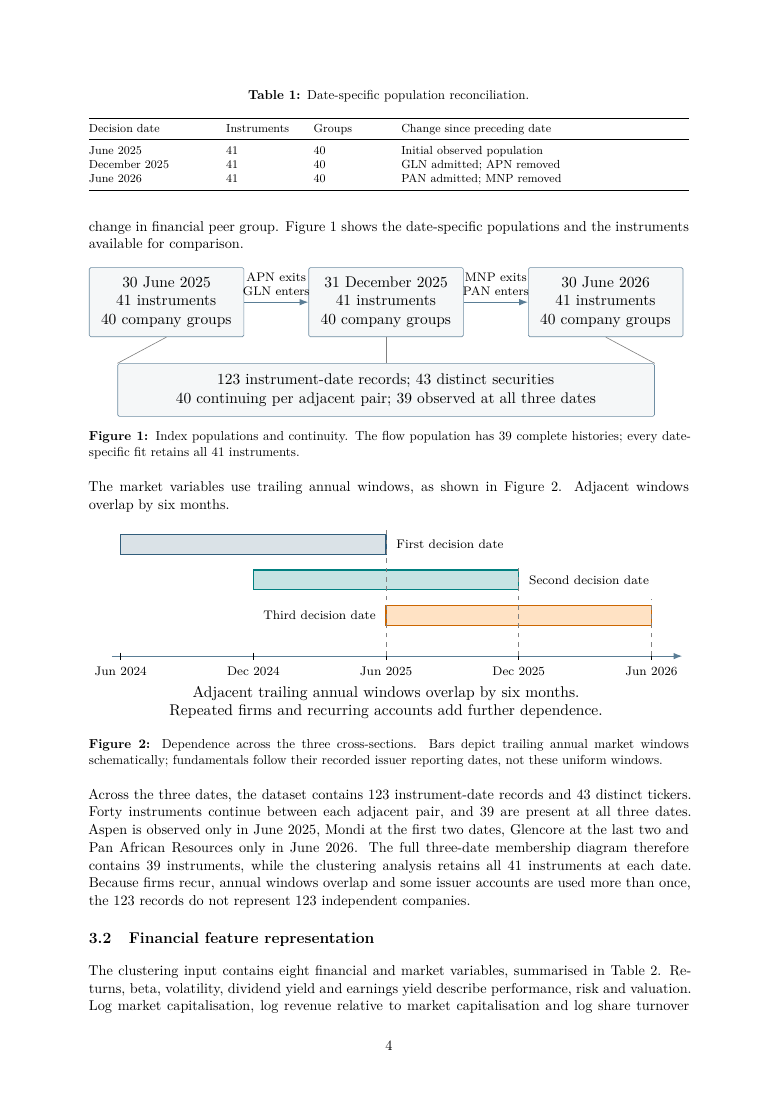 Table 1: Date-specific population reconciliation.
Decision date Instruments Groups Change since preceding date
June 2025 41 40 Initial observed population
December 2025 41 40 GLN admitted; APN removed
June 2026 41 40 PAN admitted; MNP removed
change in financial peer group. Figure 1 shows the date-specific populations and the instruments
available for comparison.
30 June 2025
41 instruments
40 company groups
APN exits
GLN enters
31 December 2025
41 instruments
40 company groups
MNP exits
PAN enters
30 June 2026
41 instruments
40 company groups
123 instrument-date records; 43 distinct securities
40 continuing per adjacent pair; 39 observed at all three dates
Figure 1: Index populations and continuity. The flow population has 39 complete histories; every date-
specific fit retains all 41 instruments.
The market variables use trailing annual windows, as shown in Figure 2. Adjacent windows
overlap by six months.
First decision date
Second decision date
Third decision date
Jun 2024 Dec 2024 Jun 2025 Dec 2025 Jun 2026
Adjacent trailing annual windows overlap by six months.
Repeated firms and recurring accounts add further dependence.
Figure 2: Dependence across the three cross-sections. Bars depict trailing annual market windows
schematically; fundamentals follow their recorded issuer reporting dates, not these uniform windows.
Across the three dates, the dataset contains 123 instrument-date records and 43 distinct tickers.
Forty instruments continue between each adjacent pair, and 39 are present at all three dates.
Aspen is observed only in June 2025, Mondi at the first two dates, Glencore at the last two and
Pan African Resources only in June 2026. The full three-date membership diagram therefore
contains 39 instruments, while the clustering analysis retains all 41 instruments at each date.
Because firms recur, annual windows overlap and some issuer accounts are used more than once,
the 123 records do not represent 123 independent companies.
3.2 Financial feature representation
The clustering input contains eight financial and market variables, summarised in Table 2. Re-
turns, beta, volatility, dividend yield and earnings yield describe performance, risk and valuation.
Log market capitalisation, log revenue relative to market capitalisation and log share turnover
4